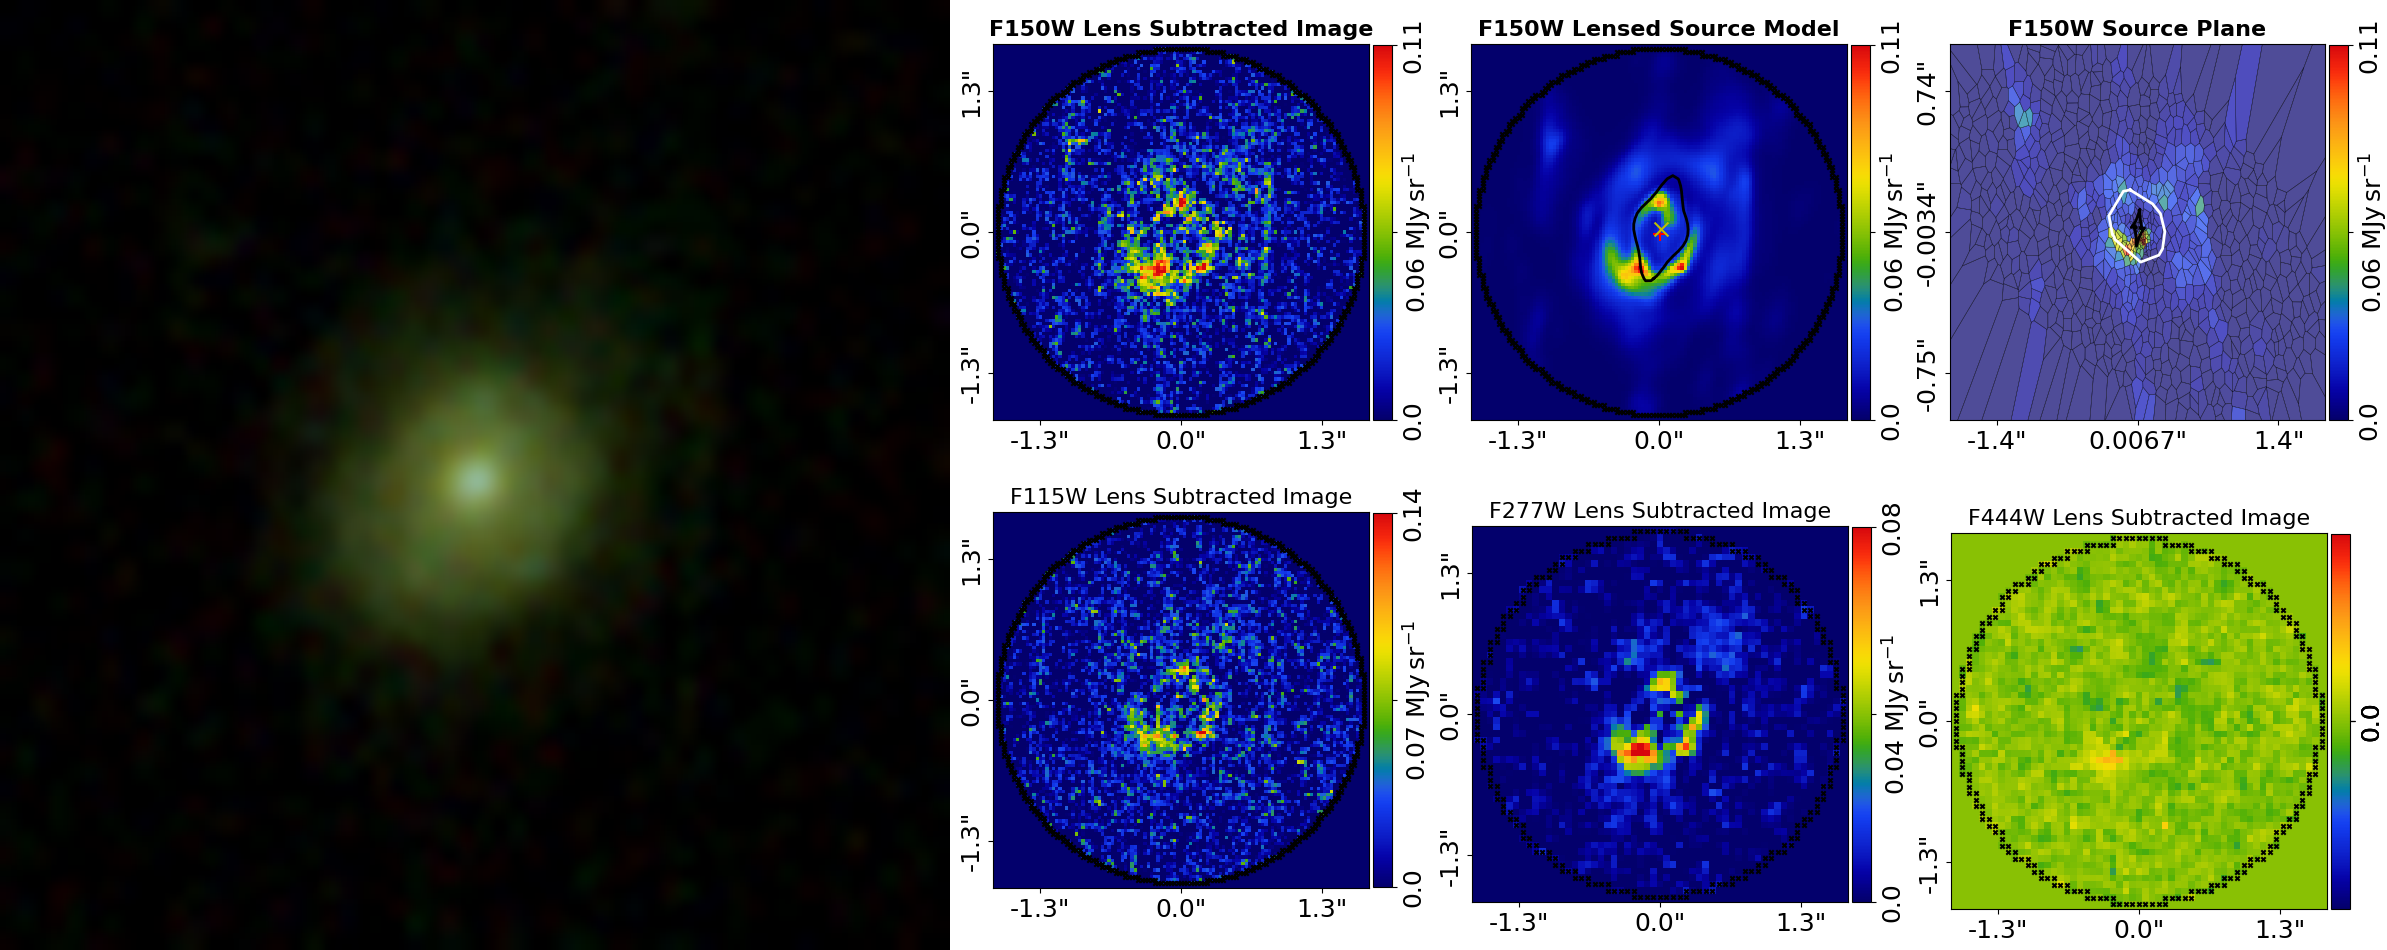 F150W Lens Subtracted Image
1.3"
0.0"
-1.3"
-1.3" 0.0" 1.3"
0.11
0.06 MJy sr⁻¹
0.0
F150W Lensed Source Model
1.3"
0.0"
-1.3"
-1.3" 0.0" 1.3"
0.11
0.06 MJy sr⁻¹
0.0
F150W Source Plane
0.74"
-0.0034"
-0.75"
-1.4" 0.0067" 1.4"
0.11
0.06 MJy sr⁻¹
0.0
F115W Lens Subtracted Image
1.3"
0.0"
-1.3"
-1.3" 0.0" 1.3"
0.14
0.07 MJy sr⁻¹
0.0
F277W Lens Subtracted Image
1.3"
0.0"
-1.3"
-1.3" 0.0" 1.3"
0.08
0.04 MJy sr⁻¹
0.0
F444W Lens Subtracted Image
1.3"
0.0"
-1.3"
-1.3" 0.0" 1.3"
0.0